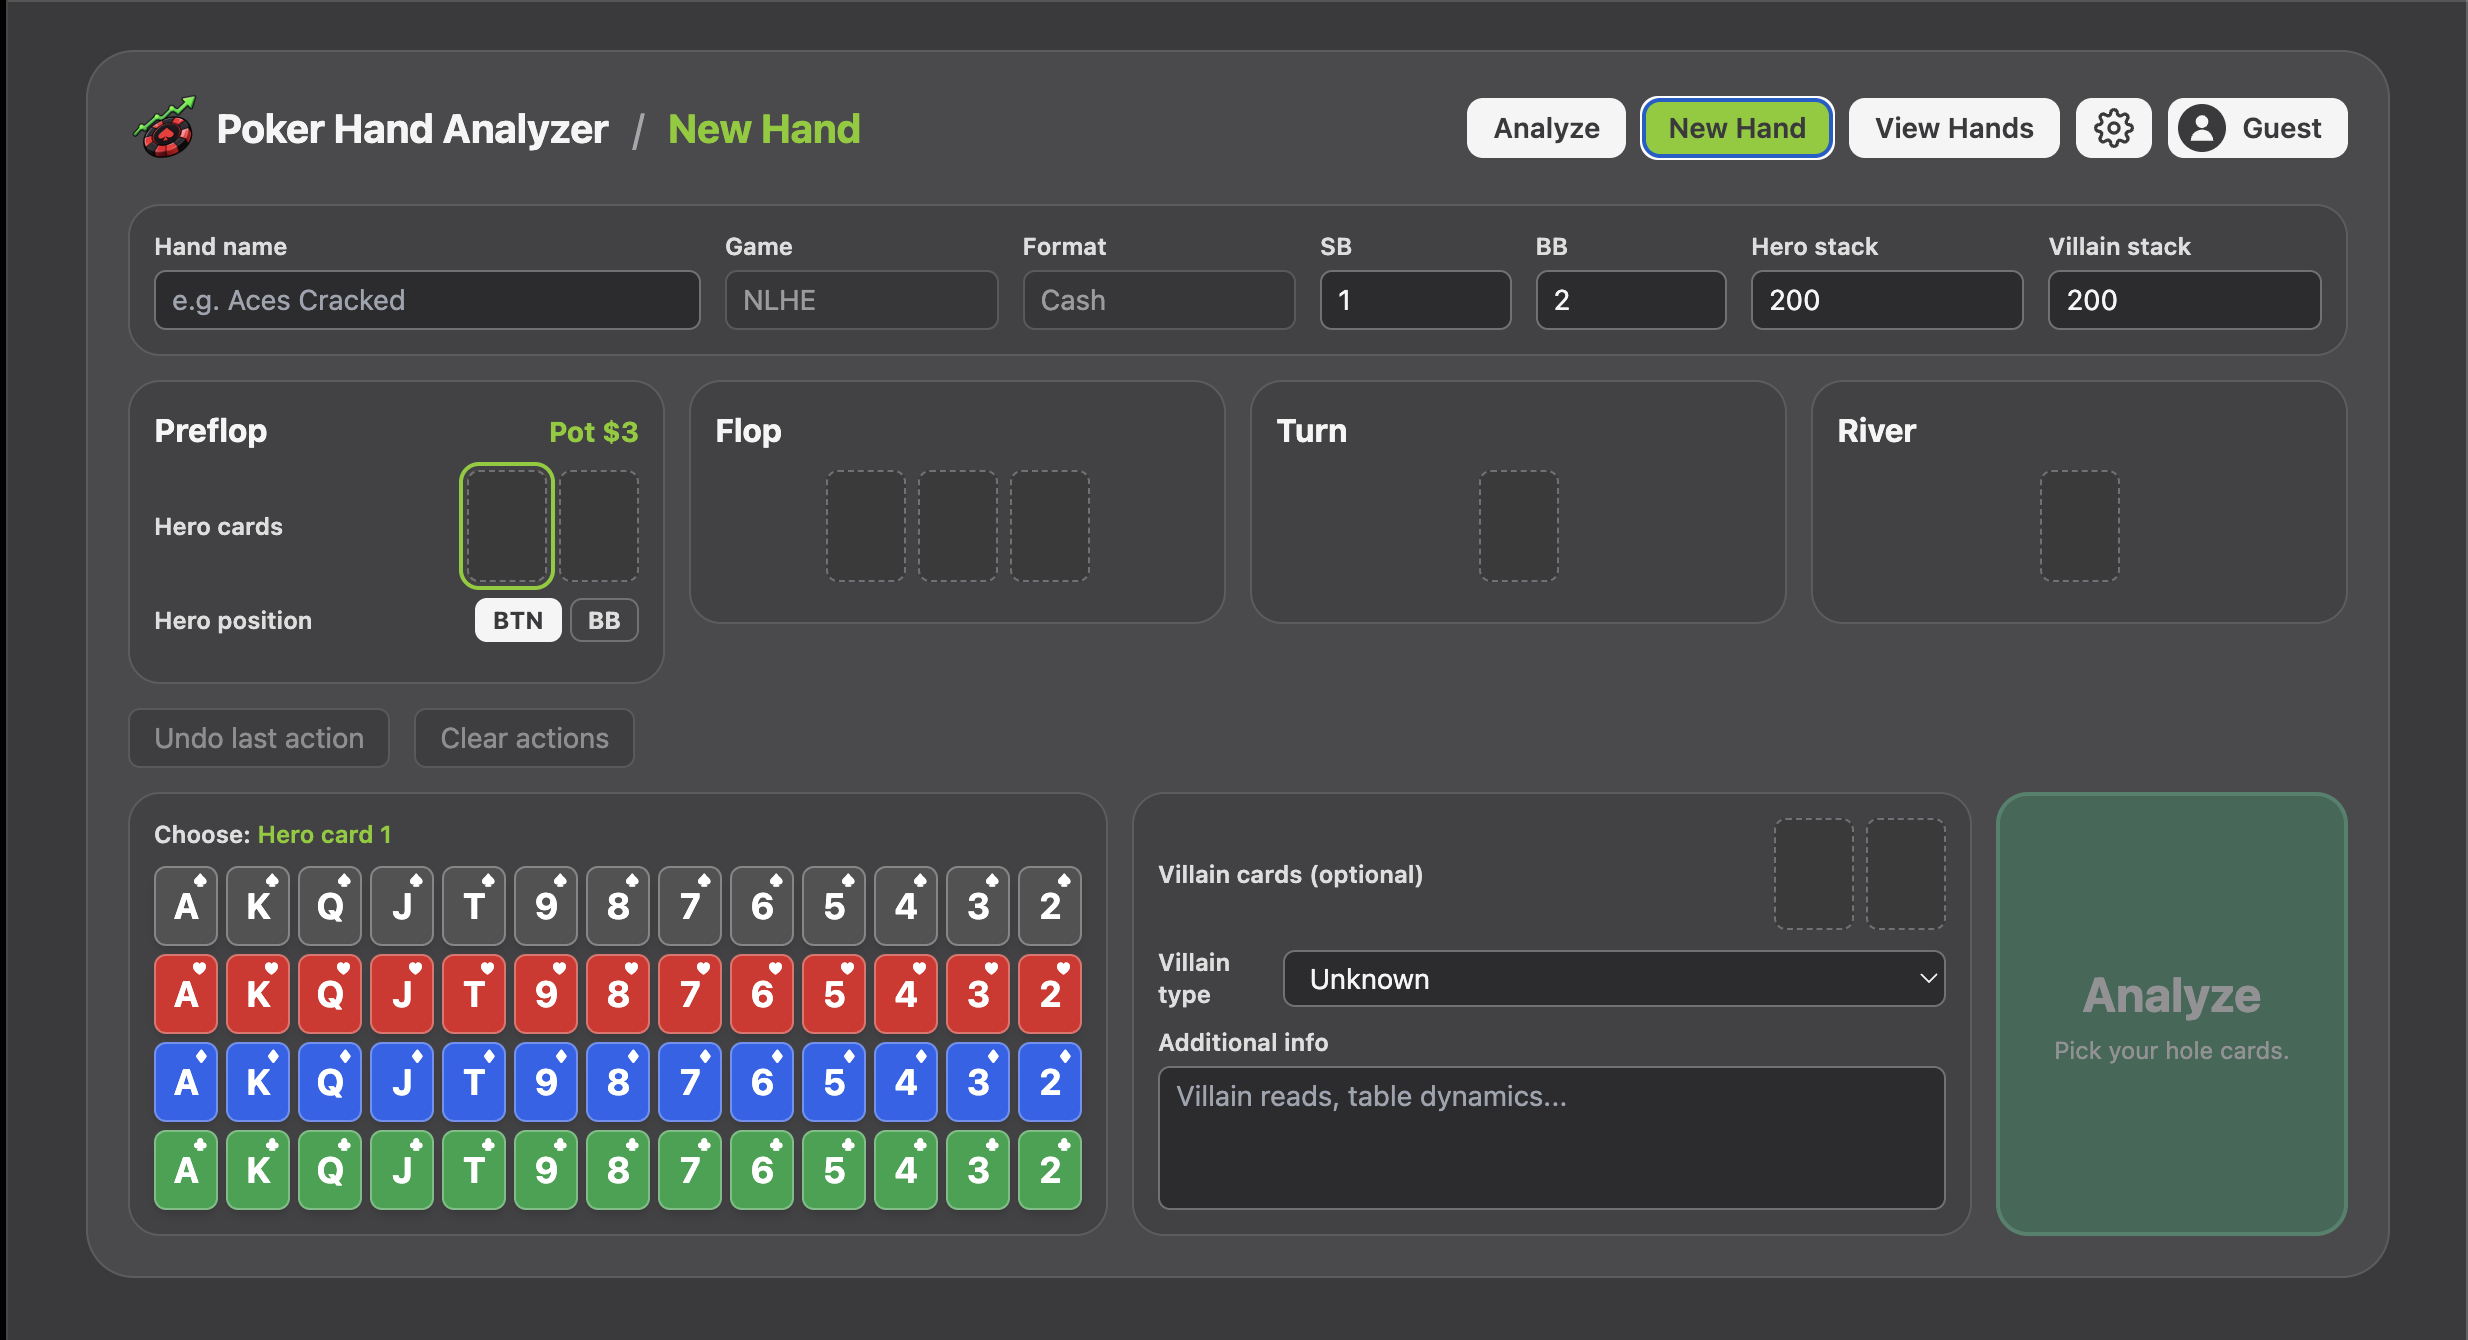 Poker Hand Analyzer / New Hand
Analyze
New Hand
View Hands
Guest
Hand name
Game
Format
SB
BB
Hero stack
Villain stack
e.g. Aces Cracked
NLHE
Cash
1
2
200
200
Preflop
Pot $3
Hero cards
Hero position
BTN
BB
Flop
Turn
River
Undo last action
Clear actions
Choose: Hero card 1
A K Q J T 9 8 7 6 5 4 3 2
A K Q J T 9 8 7 6 5 4 3 2
A K Q J T 9 8 7 6 5 4 3 2
A K Q J T 9 8 7 6 5 4 3 2
Villain cards (optional)
Villain
type
Unknown
Additional info
Villain reads, table dynamics...
Analyze
Pick your hole cards.